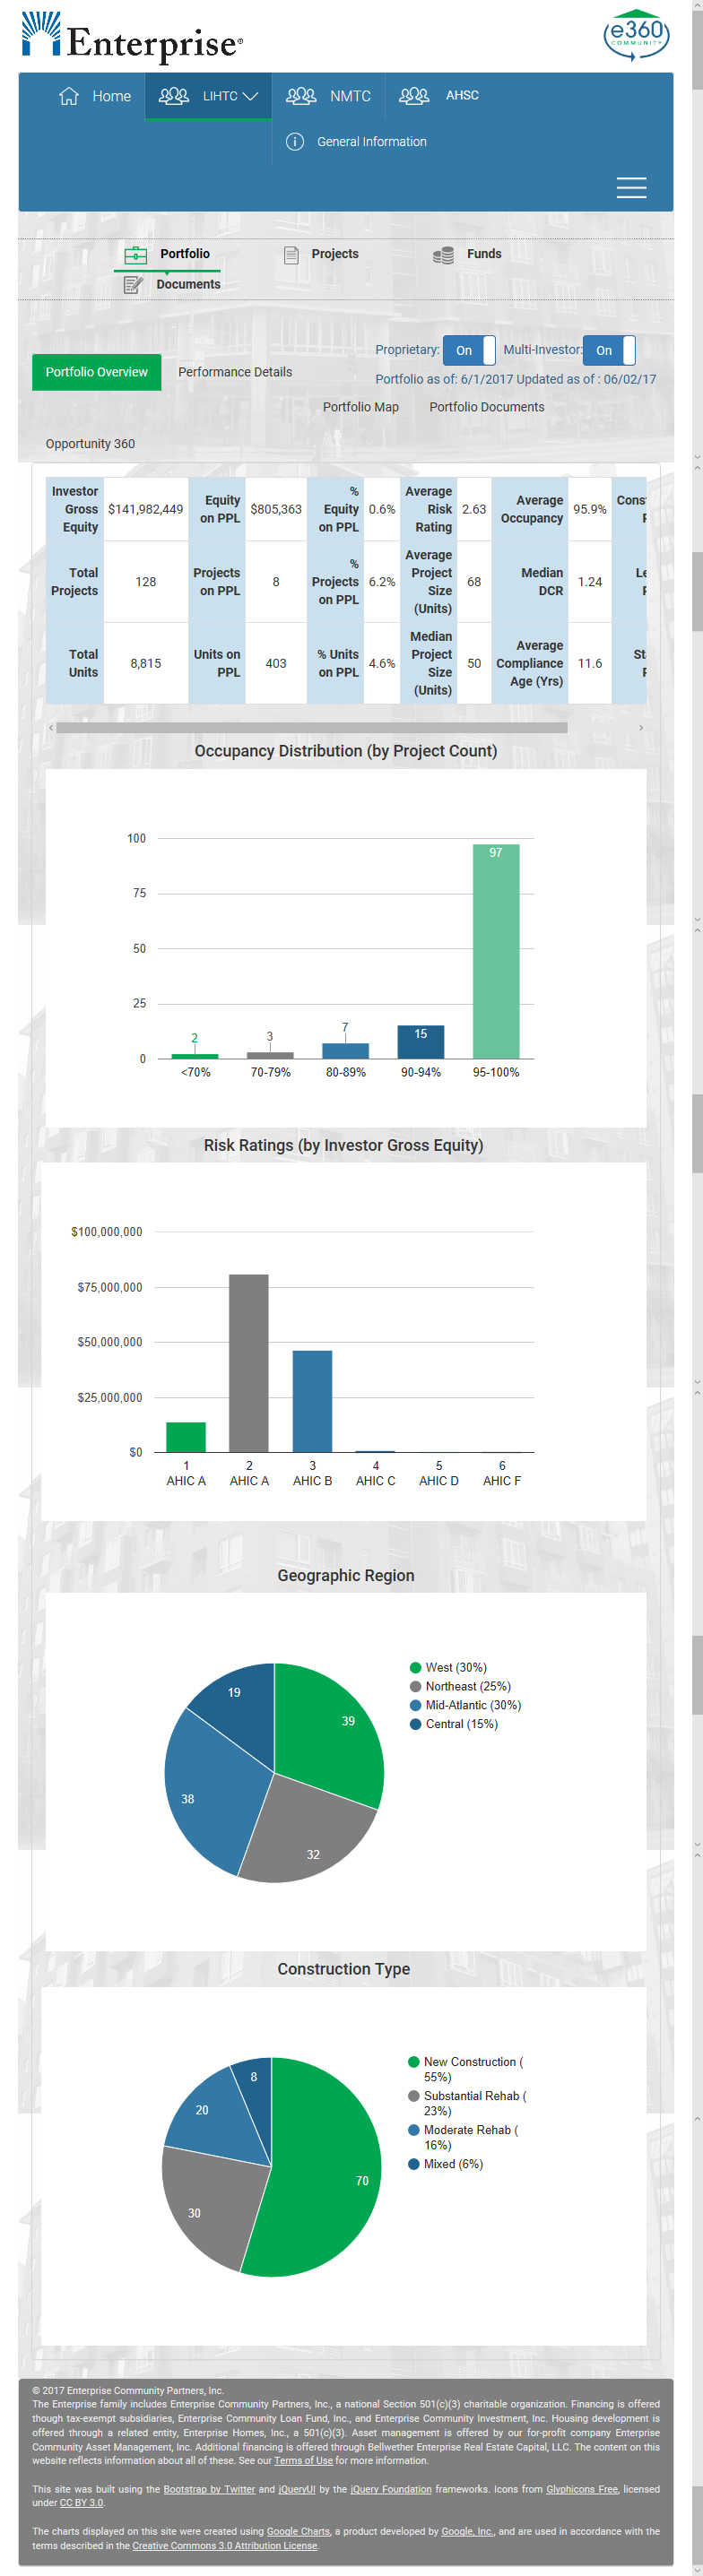 Enterprise®
e360
COMMUNITY
Home
LIHTC
NMTC
AHSC
General Information
Portfolio
Projects
Funds
Documents
Proprietary: On Multi-Investor: On
Portfolio Overview
Performance Details
Portfolio as of: 6/1/2017 Updated as of : 06/02/17
Portfolio Map
Portfolio Documents
Opportunity 360
Investor
Gross
Equity
$141,982,449
Equity
on PPL
$805,363
%
Equity
on PPL
0.6%
Average
Risk
Rating
2.63
Average
Occupancy
95.9%
Total
Projects
128
Projects
on PPL
8
%
Projects
on PPL
6.2%
Average
Project
Size
(Units)
68
Median
DCR
1.24
Total
Units
8,815
Units on
PPL
403
% Units
on PPL
4.6%
Median
Project
Size
(Units)
50
Average
Compliance
Age (Yrs)
11.6
Occupancy Distribution (by Project Count)
100
75
50
25
0
2
3
7
15
97
<70%
70-79%
80-89%
90-94%
95-100%
Risk Ratings (by Investor Gross Equity)
$100,000,000
$75,000,000
$50,000,000
$25,000,000
$0
1
AHIC A
2
AHIC A
3
AHIC B
4
AHIC C
5
AHIC D
6
AHIC F
Geographic Region
19
39
38
32
West (30%)
Northeast (25%)
Mid-Atlantic (30%)
Central (15%)
Construction Type
8
20
70
30
New Construction (
55%)
Substantial Rehab (
23%)
Moderate Rehab (
16%)
Mixed (6%)
© 2017 Enterprise Community Partners, Inc.
The Enterprise family includes Enterprise Community Partners, Inc., a national Section 501(c)(3) charitable organization. Financing is offered
though tax-exempt subsidiaries, Enterprise Community Loan Fund, Inc., and Enterprise Community Investment, Inc. Housing development is
offered through a related entity, Enterprise Homes, Inc., a 501(c)(3). Asset management is offered by our for-profit company Enterprise
Community Asset Management, Inc. Additional financing is offered through Bellwether Enterprise Real Estate Capital, LLC. The content on this
website reflects information about all of these. See our Terms of Use for more information.
This site was built using the Bootstrap by Twitter and jQueryUI by the jQuery Foundation frameworks. Icons from Glyphicons Free, licensed
under CC BY 3.0.
The charts displayed on this site were created using Google Charts, a product developed by Google, Inc., and are used in accordance with the
terms described in the Creative Commons 3.0 Attribution License.